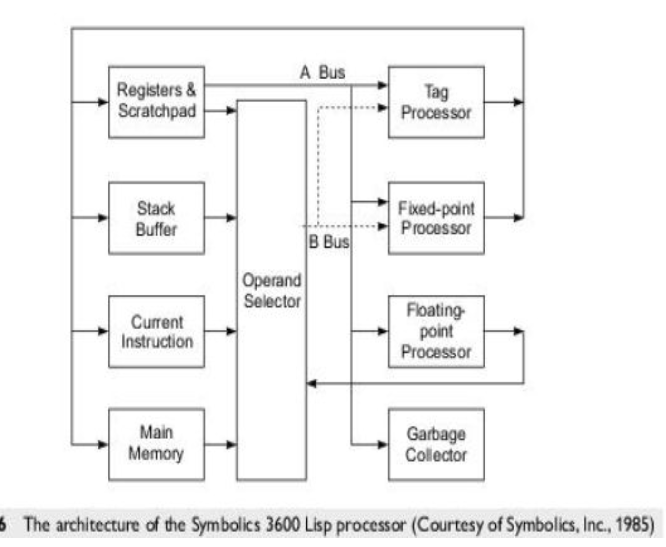 A Bus
Registers &
Scratchpad
Tag
Processor
Stack
Buffer
Fixed-point
Processor
B Bus
Operand
Selector
Current
Instruction
Floating-
point
Processor
Main
Memory
Garbage
Collector
6 The architecture of the Symbolics 3600 Lisp processor (Courtesy of Symbolics, Inc., 1985)